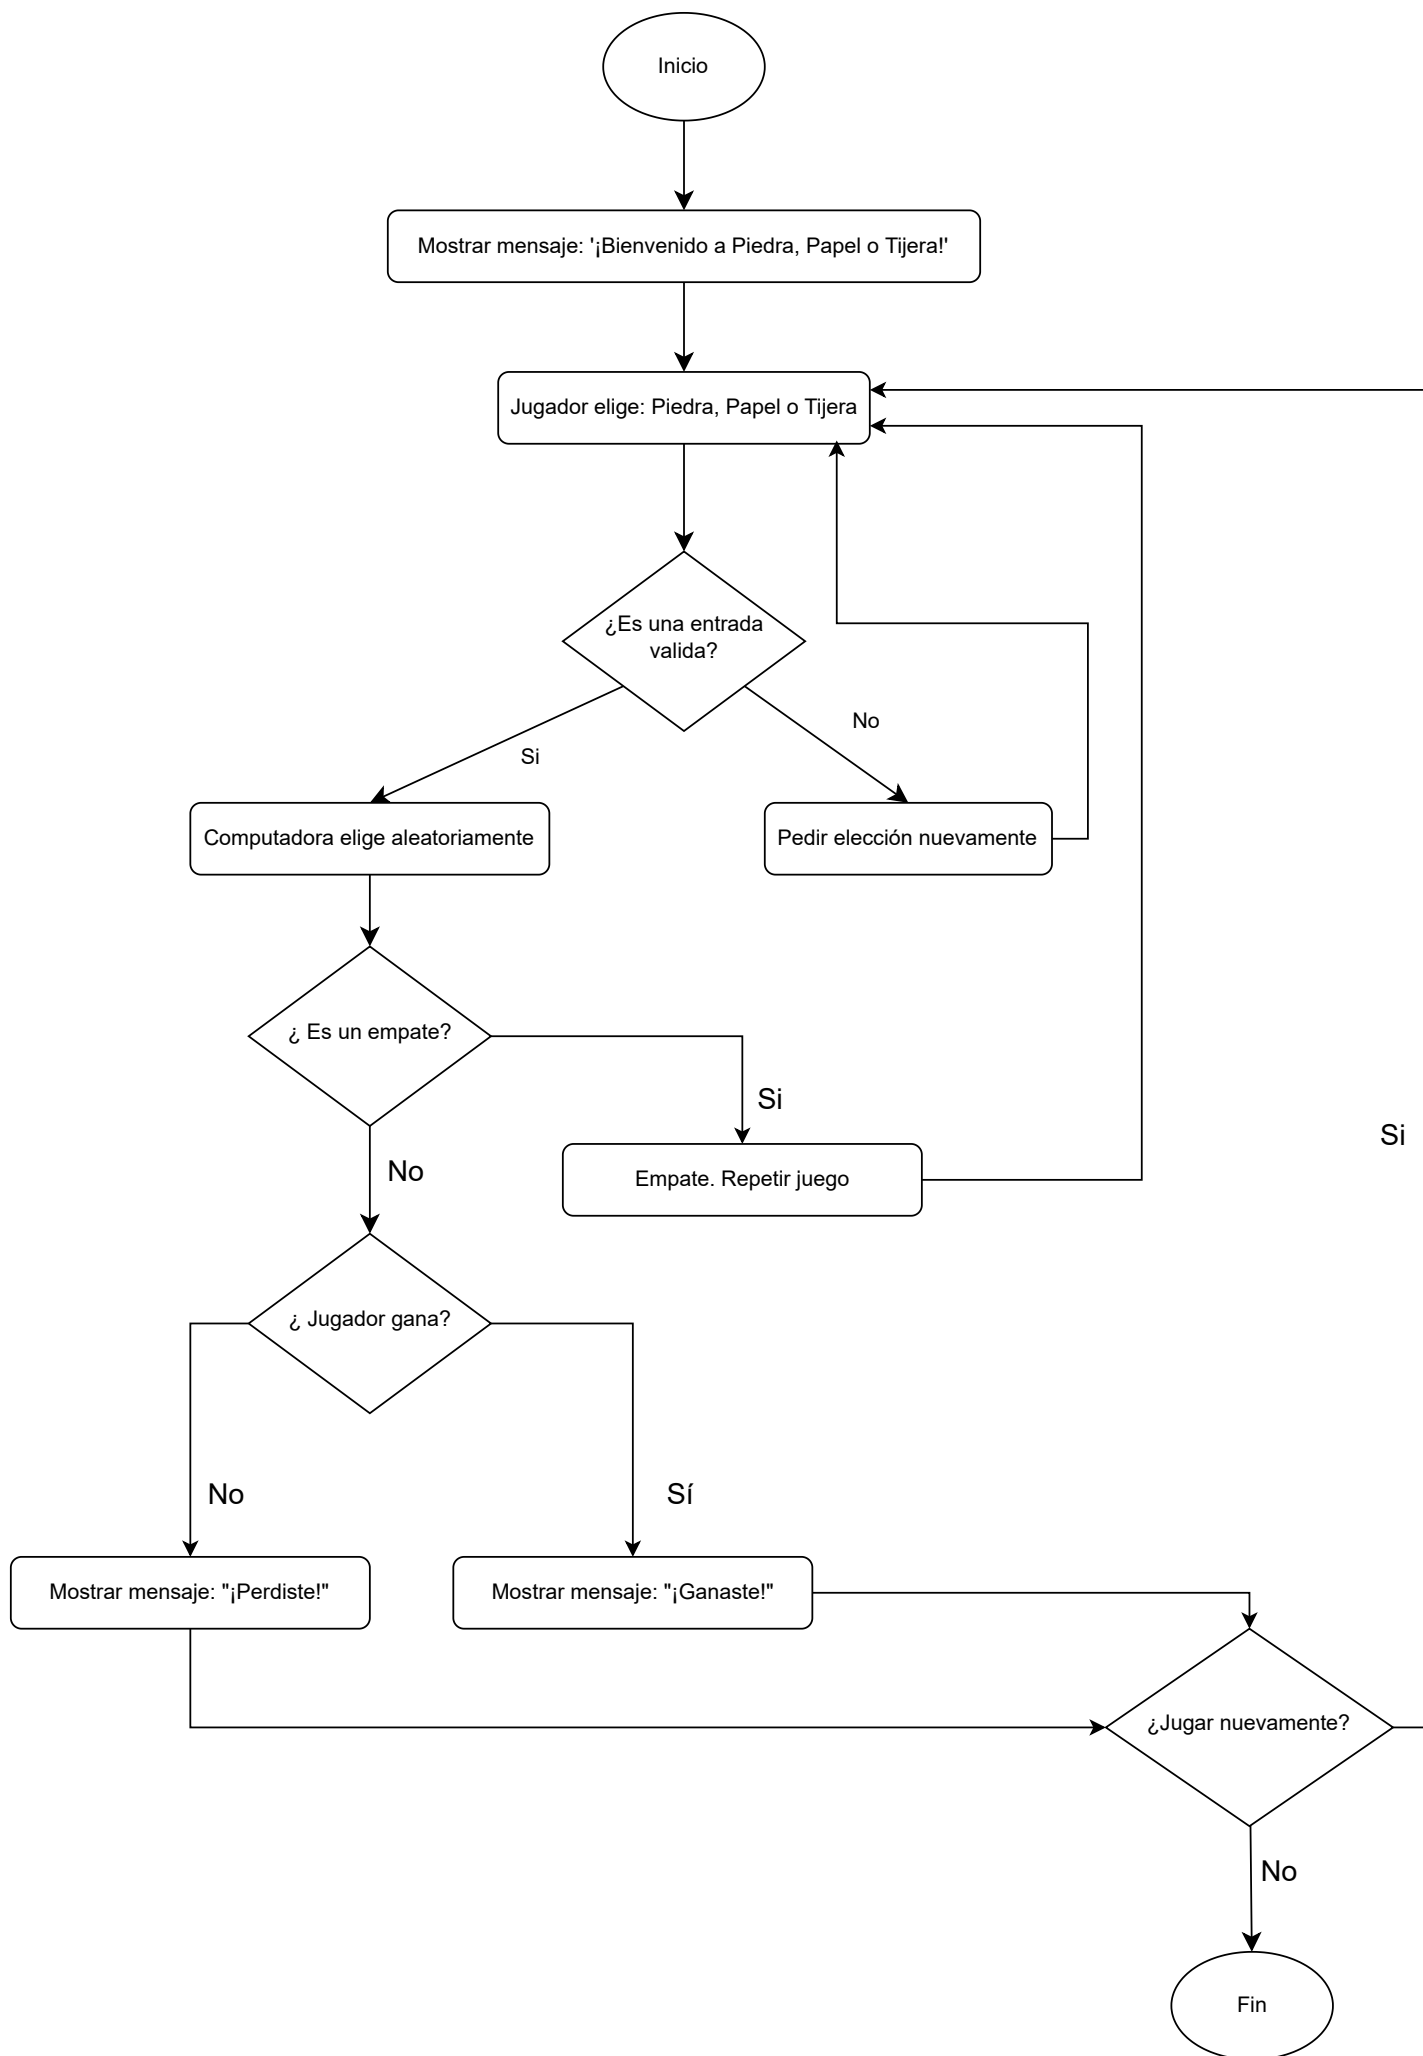 Inicio
Mostrar mensaje: '¡Bienvenido a Piedra, Papel o Tijera!'
Jugador elige: Piedra, Papel o Tijera
¿Es una entrada
valida?
No
Si
Computadora elige aleatoriamente
Pedir elección nuevamente
¿ Es un empate?
Si
Si
No
Empate. Repetir juego
¿ Jugador gana?
No
Sí
Mostrar mensaje: "¡Perdiste!"
Mostrar mensaje: "¡Ganaste!"
¿Jugar nuevamente?
No
Fin